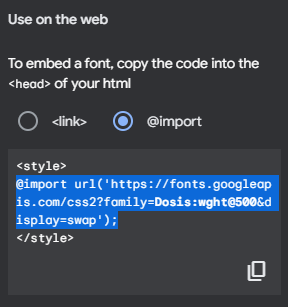 Use on the web
To embed a font, copy the code into the
<head> of your html
<link>
@import
<style>
@import url('https://fonts.googleap
is.com/css2?family=Dosis:wght@500&d
isplay=swap');
</style>